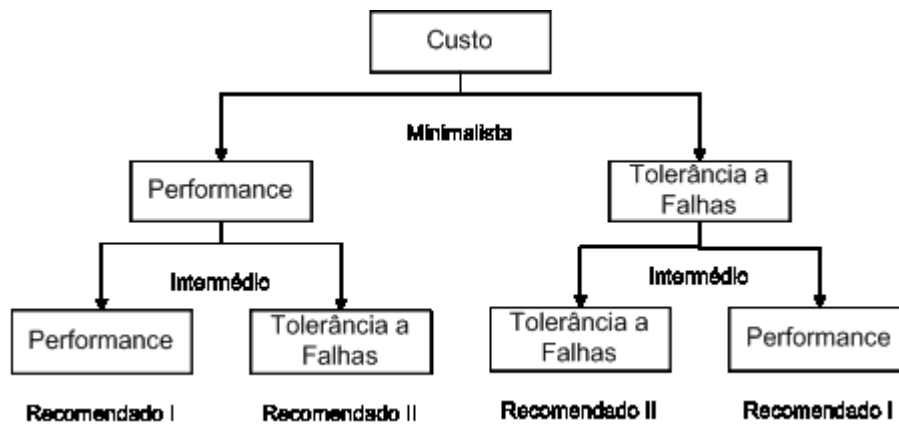 Custo
Minimalista
Performance
Tolerância a
Falhas
Intermédio
Intermédio
Performance
Tolerância a
Falhas
Tolerância a
Falhas
Performance
Recomendado I
Recomendado II
Recomendado II
Recomendado I